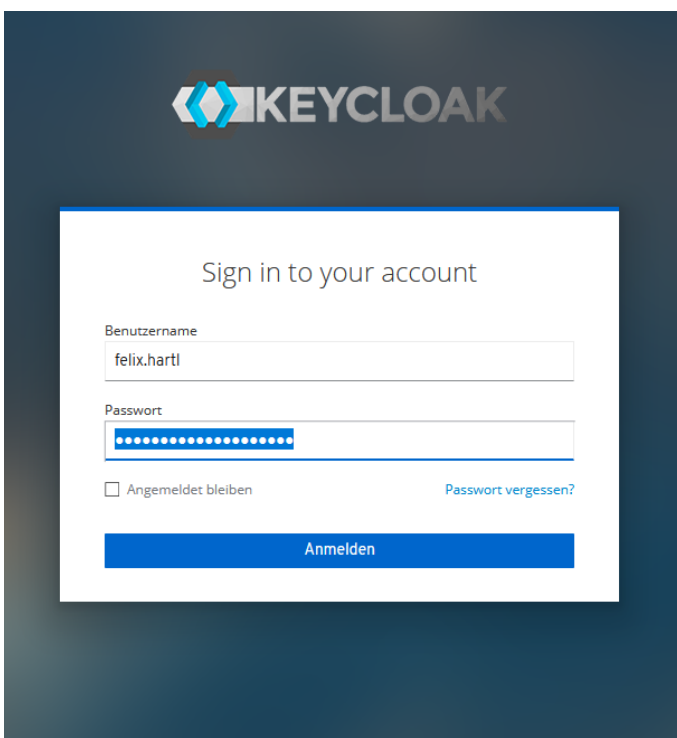 KEYCLOAK
Sign in to your account
Benutzername
felix.hartl
Passwort
••••••••••••••••••••
Angemeldet bleiben
Passwort vergessen?
Anmelden